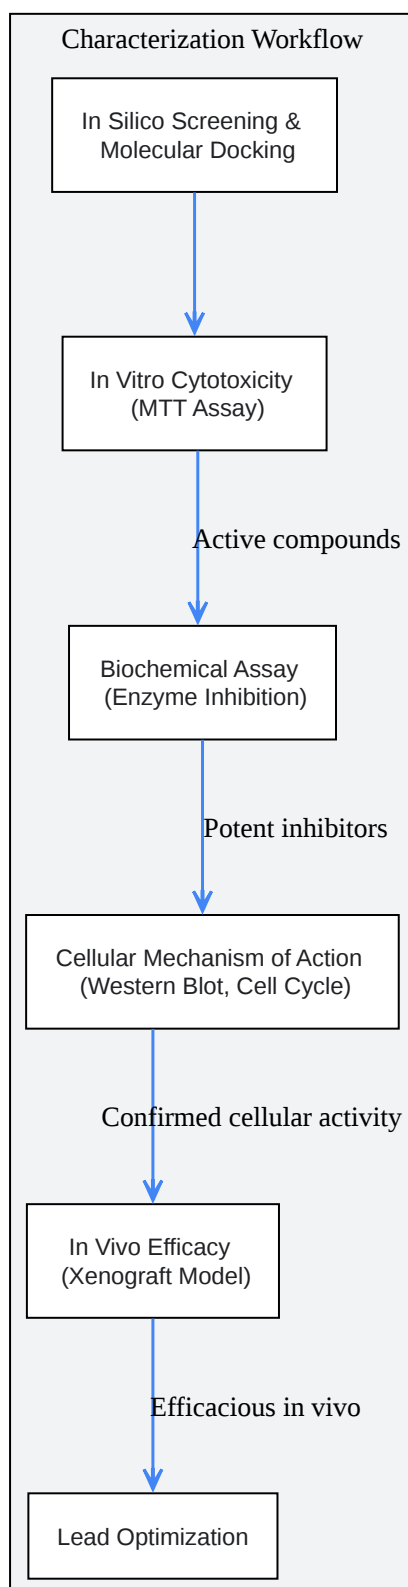 Characterization Workflow
In Silico Screening &
Molecular Docking
In Vitro Cytotoxicity
(MTT Assay)
Active compounds
Biochemical Assay
(Enzyme Inhibition)
Potent inhibitors
Cellular Mechanism of Action
(Western Blot, Cell Cycle)
Confirmed cellular activity
In Vivo Efficacy
(Xenograft Model)
Efficacious in vivo
Lead Optimization